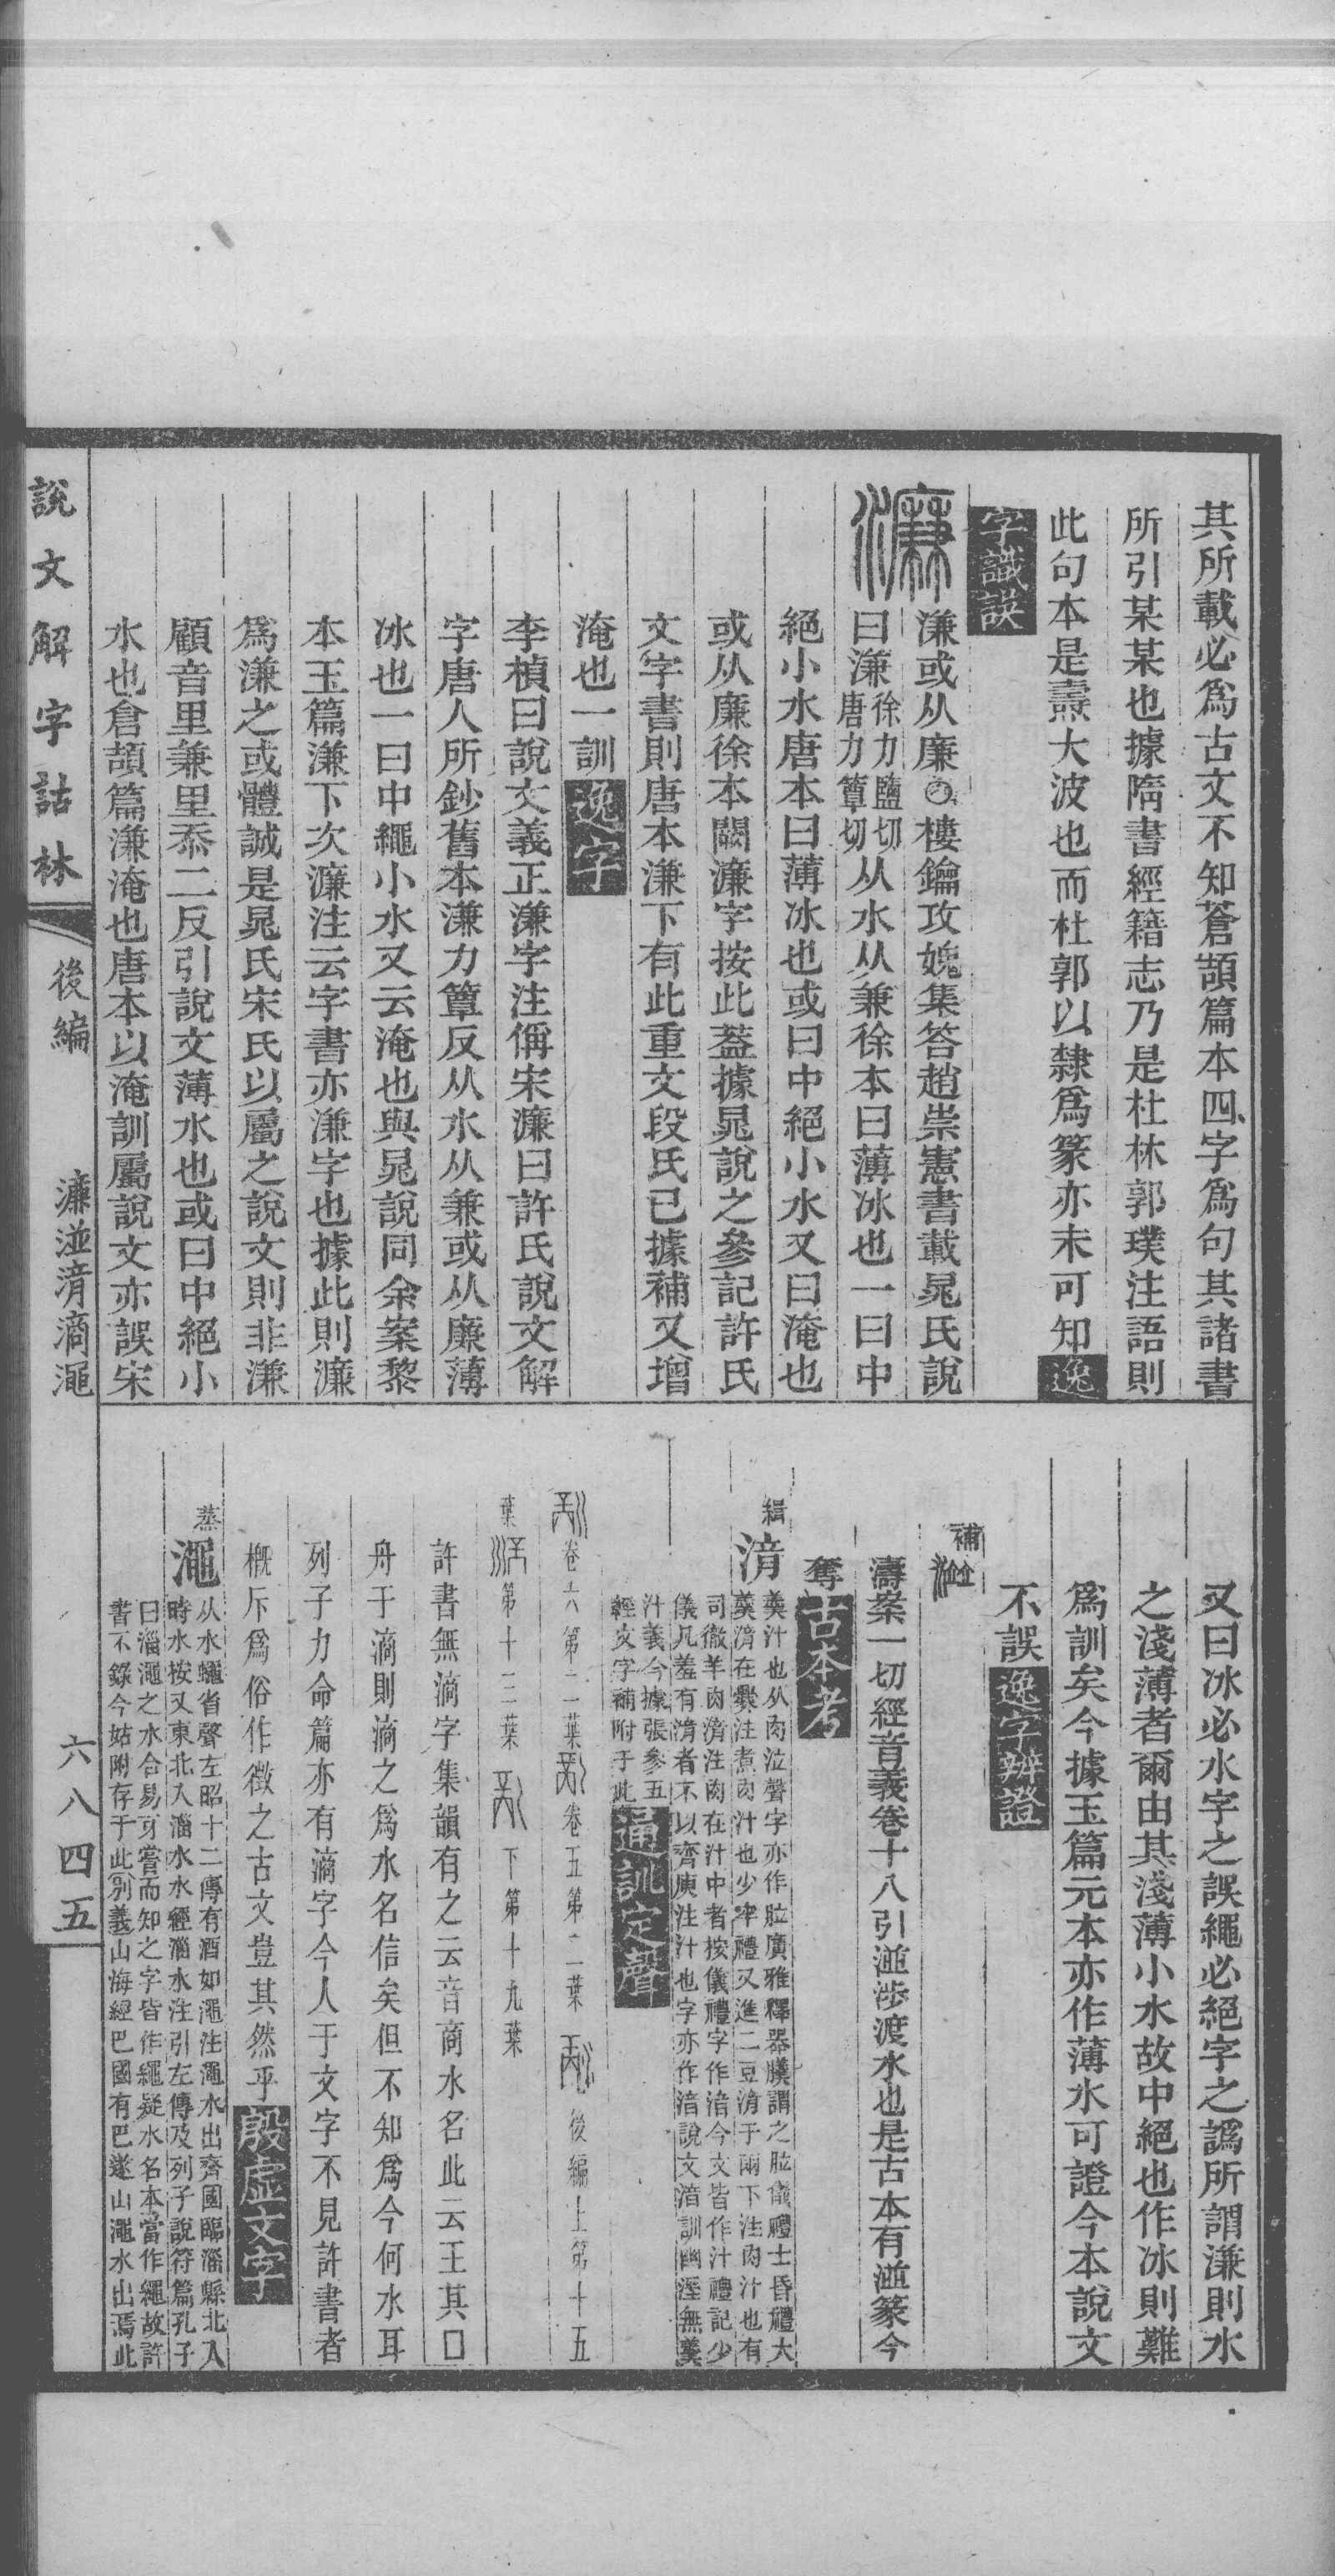 其所載必爲古文不知蒼頡篇本四字爲句其諸書
所引某某也據隋書經籍志乃是杜林郭璞注語則
此句本是濤大波也而杜郭以隸爲篆亦未可知逸
字識誤
濂或从廉○樓鑰攻媿集答趙崇憲書載晁氏說
曰溓徐力鹽切唐力簟切从水从兼徐本曰薄冰也一曰中
絕小水唐本曰薄冰也或曰中絕小水又曰淹也
或从廉徐本闕濂字按此蓋據晁說之參記許氏
文字書則唐本溓下有此重文段氏已據補又增
淹也一訓逸字
李楨曰說文義正溓字注偁宋濂曰許氏說文解
字唐人所鈔舊本溓力簟反从水从兼或从廉薄
冰也一曰中繩小水又云淹也與晁說同余案黎
本玉篇溓下次濂注云字書亦溓字也據此則濂
爲溓之或體誠是晁氏宋氏以屬之說文則非溓
顧音里兼里忝二反引說文薄水也或曰中絕小
水也倉頡篇溓淹也唐本以淹訓屬說文亦誤宋
又曰冰必水字之誤繩必絕字之譌所謂溓則水
之淺薄者爾由其淺薄小水故中絕也作冰則難
爲訓矣今據玉篇元本亦作薄水可證今本說文
不誤逸字辨證
補
濤案一切經音義卷十八引澁渉渡水也是古本有澁篆今
奪古本考
緝
湆羹汁也从肉泣聲字亦作𦛁廣雅釋器膷謂之𦛁儀禮士昏禮大
羹湆在爨注煮肉汁也少牢禮又進二豆湆于兩下注肉汁也有
司徹羊肉湆注肉在汁中者按儀禮字作湆今文皆作汁禮記少
儀凡羞有湆者不以齊庾注汁也字亦作湆說文湆訓幽溼無羹
汁義今據張參五
經文字補附于此通訓定聲
卷六第二葉卷五第二葉後編上第十五
葉第十三葉下第十九葉
許書無滳字集韻有之云音商水名此云王其口
舟于滳則滳之爲水名信矣但不知爲今何水耳
列子力命篇亦有滳字今人于文字不見許書者
概斥爲俗作徵之古文豈其然乎殷虛文字
蒸
澠从水蠅省聲左昭十二傳有酒如澠注澠水出齊國臨淄縣北入
時水按又東北入淄水水經淄水注引左傳及列子說符篇孔子
曰淄澠之水合易牙嘗而知之字皆作繩疑水名本當作繩故許
書不錄今姑附存于此別義山海經巴國有巴遂山澠水出焉此
說文解字詁林
後編
濂澁湆滳澠
六八四五